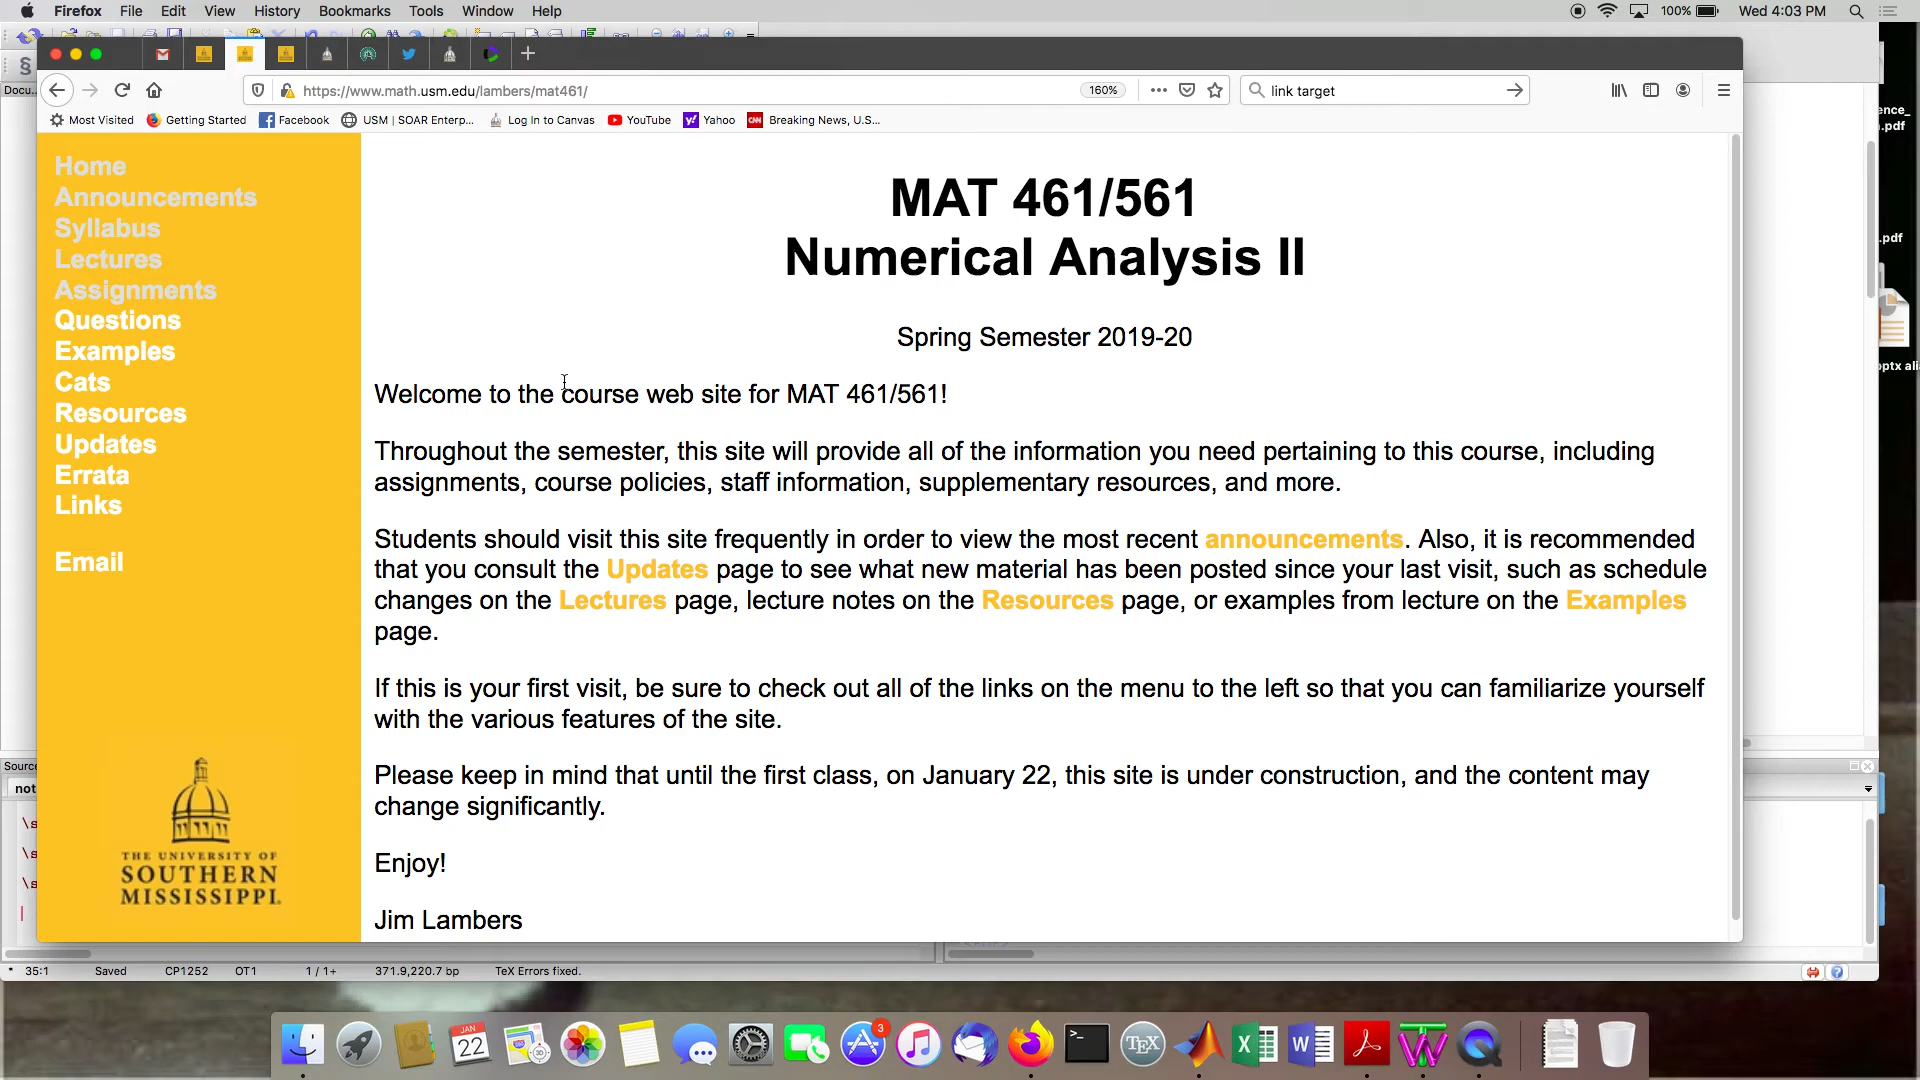 Firefox File Edit View History Bookmarks Tools Window Help
100% Wed 4:03 PM
https://www.math.usm.edu/lambers/mat461/
160%
link target
Most Visited Getting Started Facebook USM | SOAR Enterp... Log In to Canvas YouTube Yahoo Breaking News, U.S...
Docu...
Home
Announcements
Syllabus
Lectures
Assignments
Questions
Examples
Cats
Resources
Updates
Errata
Links
Email
THE UNIVERSITY OF
SOUTHERN
MISSISSIPPI.
MAT 461/561
Numerical Analysis II
Spring Semester 2019-20
Welcome to the course web site for MAT 461/561!
Throughout the semester, this site will provide all of the information you need pertaining to this course, including
assignments, course policies, staff information, supplementary resources, and more.
Students should visit this site frequently in order to view the most recent announcements. Also, it is recommended
that you consult the Updates page to see what new material has been posted since your last visit, such as schedule
changes on the Lectures page, lecture notes on the Resources page, or examples from lecture on the Examples
page.
If this is your first visit, be sure to check out all of the links on the menu to the left so that you can familiarize yourself
with the various features of the site.
Please keep in mind that until the first class, on January 22, this site is under construction, and the content may
change significantly.
Enjoy!
Jim Lambers
ence_
.pdf
.pdf
pptx ali
Source
not
\s
\s
\s
35:1 Saved CP1252 OT1 1 / 1+ 371.9,220.7 bp TeX Errors fixed.
JAN
22
3
TEX